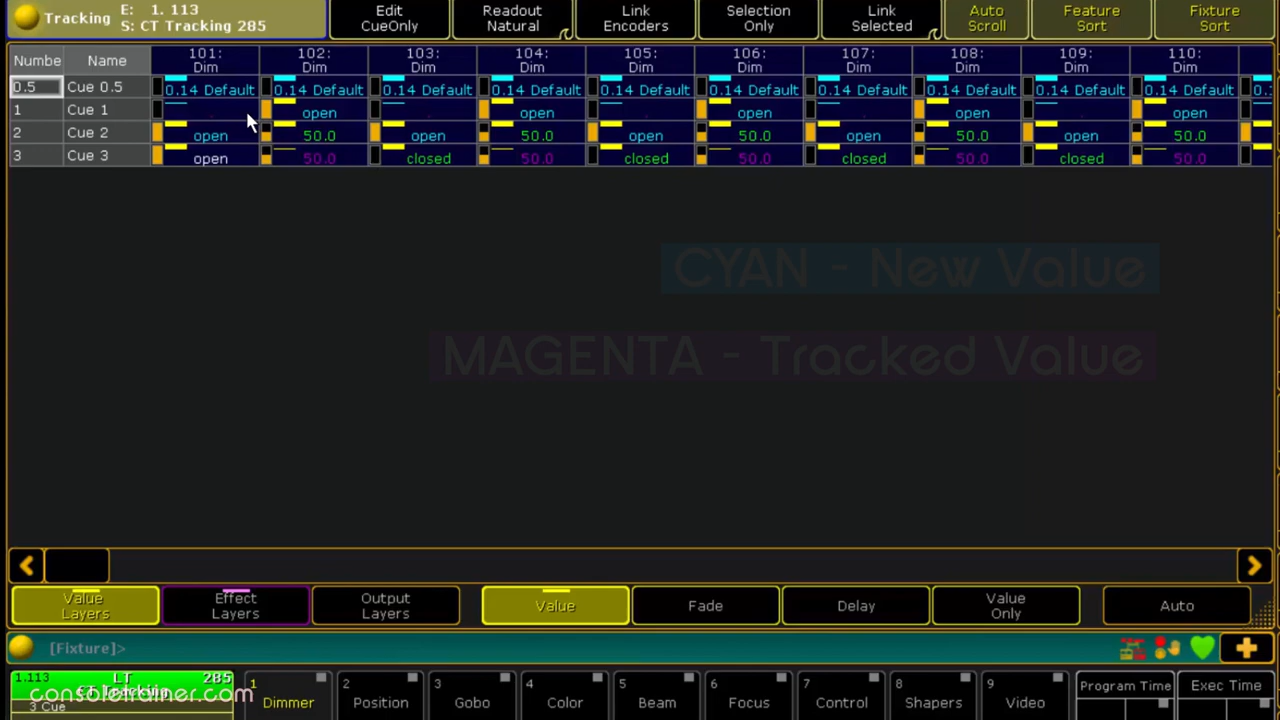 Tracking E: 1. 113
S: CT Tracking 285
Edit CueOnly
Readout Natural
Link Encoders
Selection Only
Link Selected
Auto Scroll
Feature Sort
Fixture Sort
Numbe Name 101: Dim 102: Dim 103: Dim 104: Dim 105: Dim 106: Dim 107: Dim 108: Dim 109: Dim 110: Dim
0.5 Cue 0.5 0.14 Default 0.14 Default 0.14 Default 0.14 Default 0.14 Default 0.14 Default 0.14 Default 0.14 Default 0.14 Default 0.14 Default 0.1
1 Cue 1 open open open open open
2 Cue 2 open 50.0 open 50.0 open 50.0 open 50.0 open 50.0
3 Cue 3 open 50.0 closed 50.0 closed 50.0 closed 50.0 closed 50.0
CYAN - New Value
MAGENTA - Tracked Value
Value Layers
Effect Layers
Output Layers
Value
Fade
Delay
Value Only
Auto
[Fixture]>
1.113 LT 285
CT Tracking
consoletrainer.com
3 Cue
1 Dimmer
2 Position
3 Gobo
4 Color
5 Beam
6 Focus
7 Control
8 Shapers
9 Video
Program Time
Exec Time